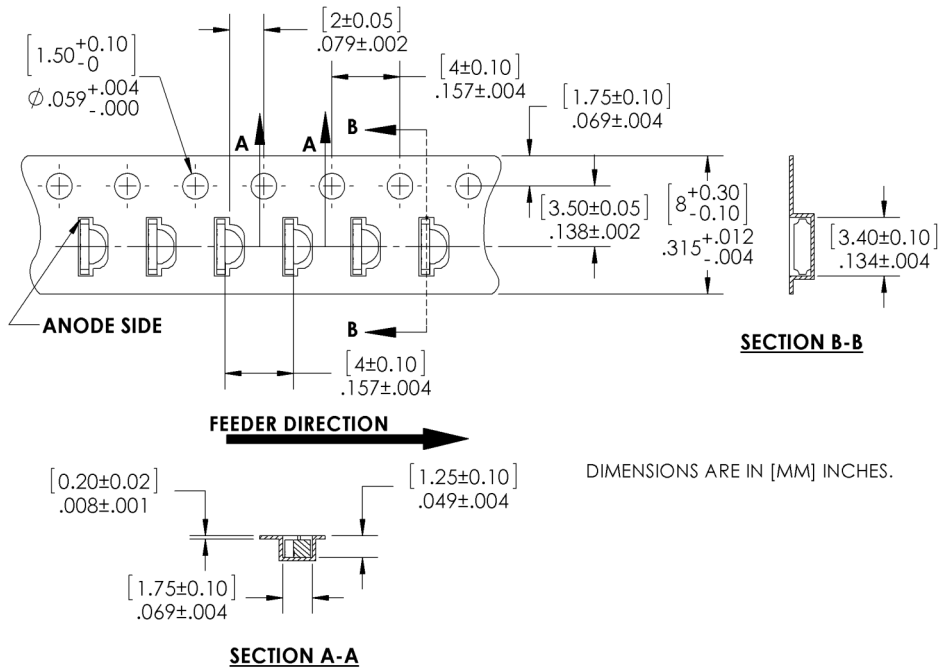 [2±0.05]
.079±.002
[1.50+0.10 -0]
⌀.059+.004 -.000
[4±0.10]
.157±.004
[1.75±0.10]
.069±.004
A
A
B
[3.50±0.05]
.138±.002
[8+0.30 -0.10]
.315+.012 -.004
[3.40±0.10]
.134±.004
ANODE SIDE
B
SECTION B-B
[4±0.10]
.157±.004
FEEDER DIRECTION
[0.20±0.02]
.008±.001
[1.25±0.10]
.049±.004
DIMENSIONS ARE IN [MM] INCHES.
[1.75±0.10]
.069±.004
SECTION A-A